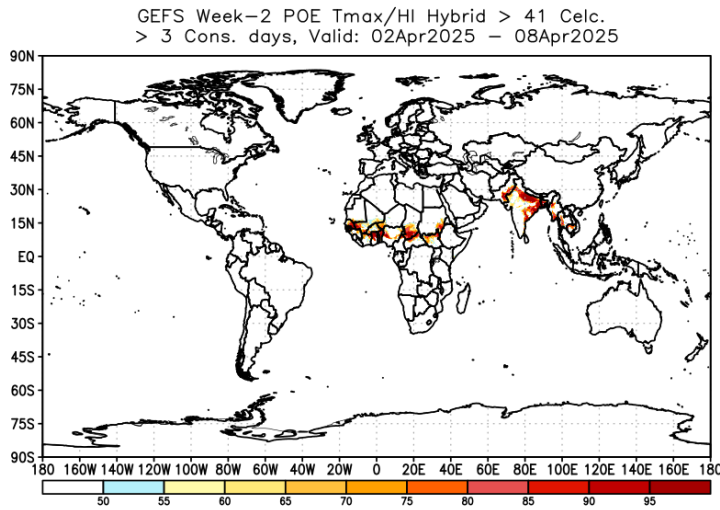 GEFS Week-2 POE Tmax/HI Hybrid > 41 Celc.
> 3 Cons. days, Valid: 02Apr2025 - 08Apr2025
90N
75N
60N
45N
30N
15N
EQ
15S
30S
45S
60S
75S
90S
180 160W 140W 120W 100W 80W 60W 40W 20W 0 20E 40E 60E 80E 100E 120E 140E 160E 180
50 55 60 65 70 75 80 85 90 95